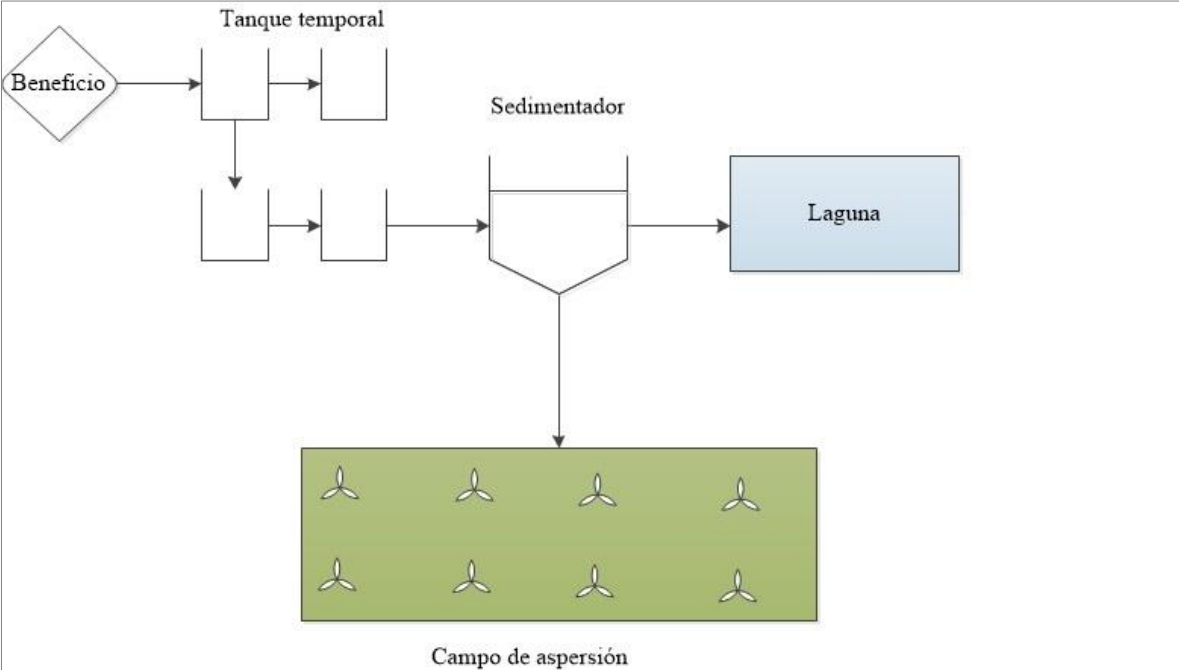 Tanque temporal
Beneficio
Sedimentador
Laguna
Campo de aspersión